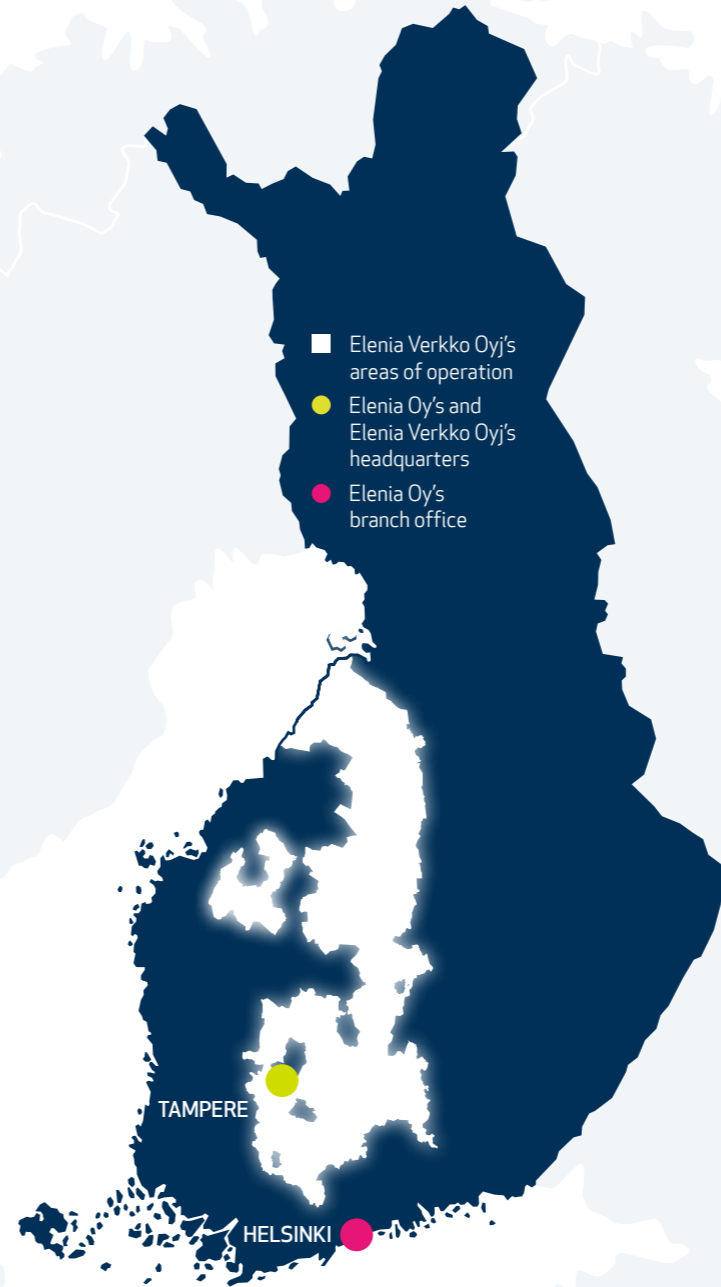 Elenia Verkko Oyj's
areas of operation
Elenia Oy's and
Elenia Verkko Oyj's
headquarters
Elenia Oy's
branch office
TAMPERE
HELSINKI